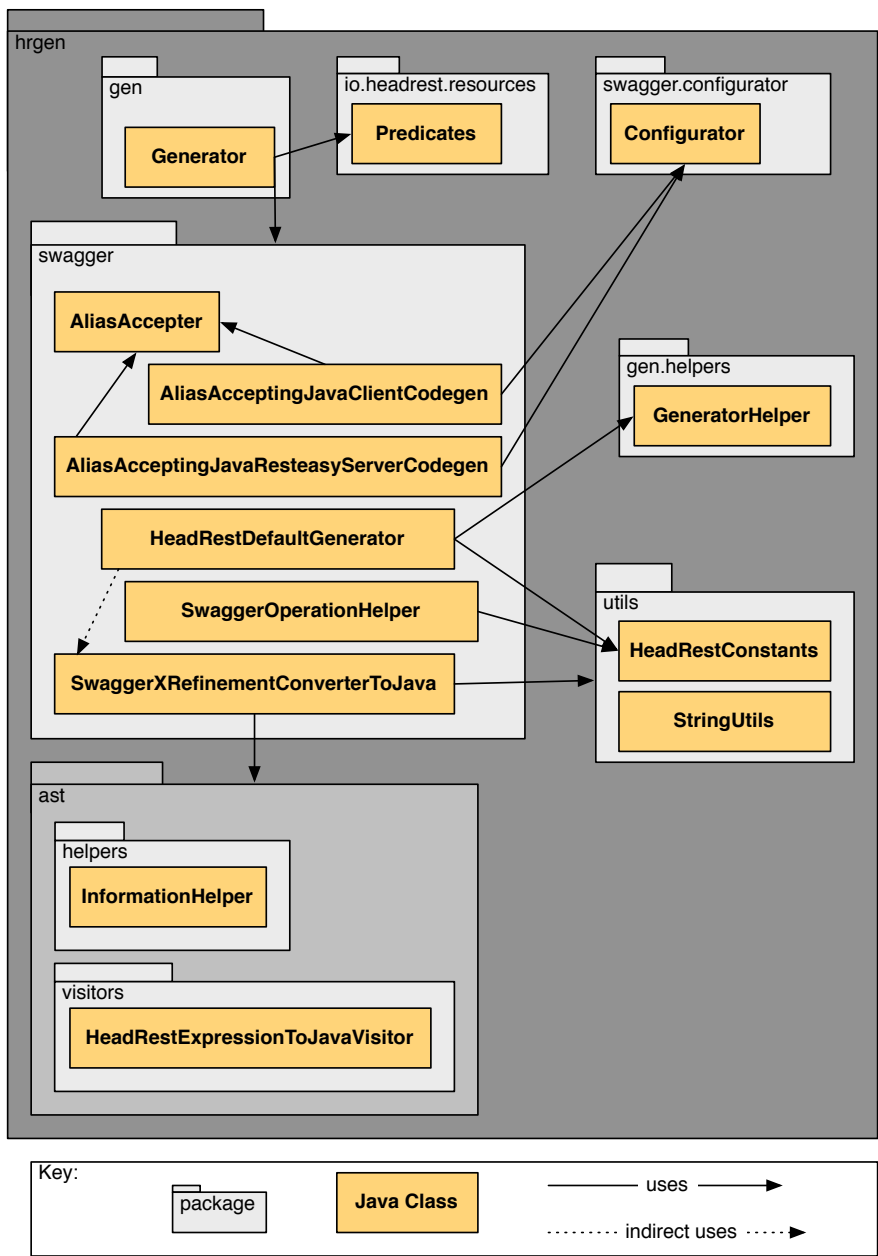 hrgen
gen
Generator
io.headrest.resources
Predicates
swagger.configurator
Configurator
swagger
AliasAccepter
AliasAcceptingJavaClientCodegen
AliasAcceptingJavaResteasyServerCodegen
HeadRestDefaultGenerator
SwaggerOperationHelper
SwaggerXRefinementConverterToJava
gen.helpers
GeneratorHelper
utils
HeadRestConstants
StringUtils
ast
helpers
InformationHelper
visitors
HeadRestExpressionToJavaVisitor
Key:
package
Java Class
uses
indirect uses